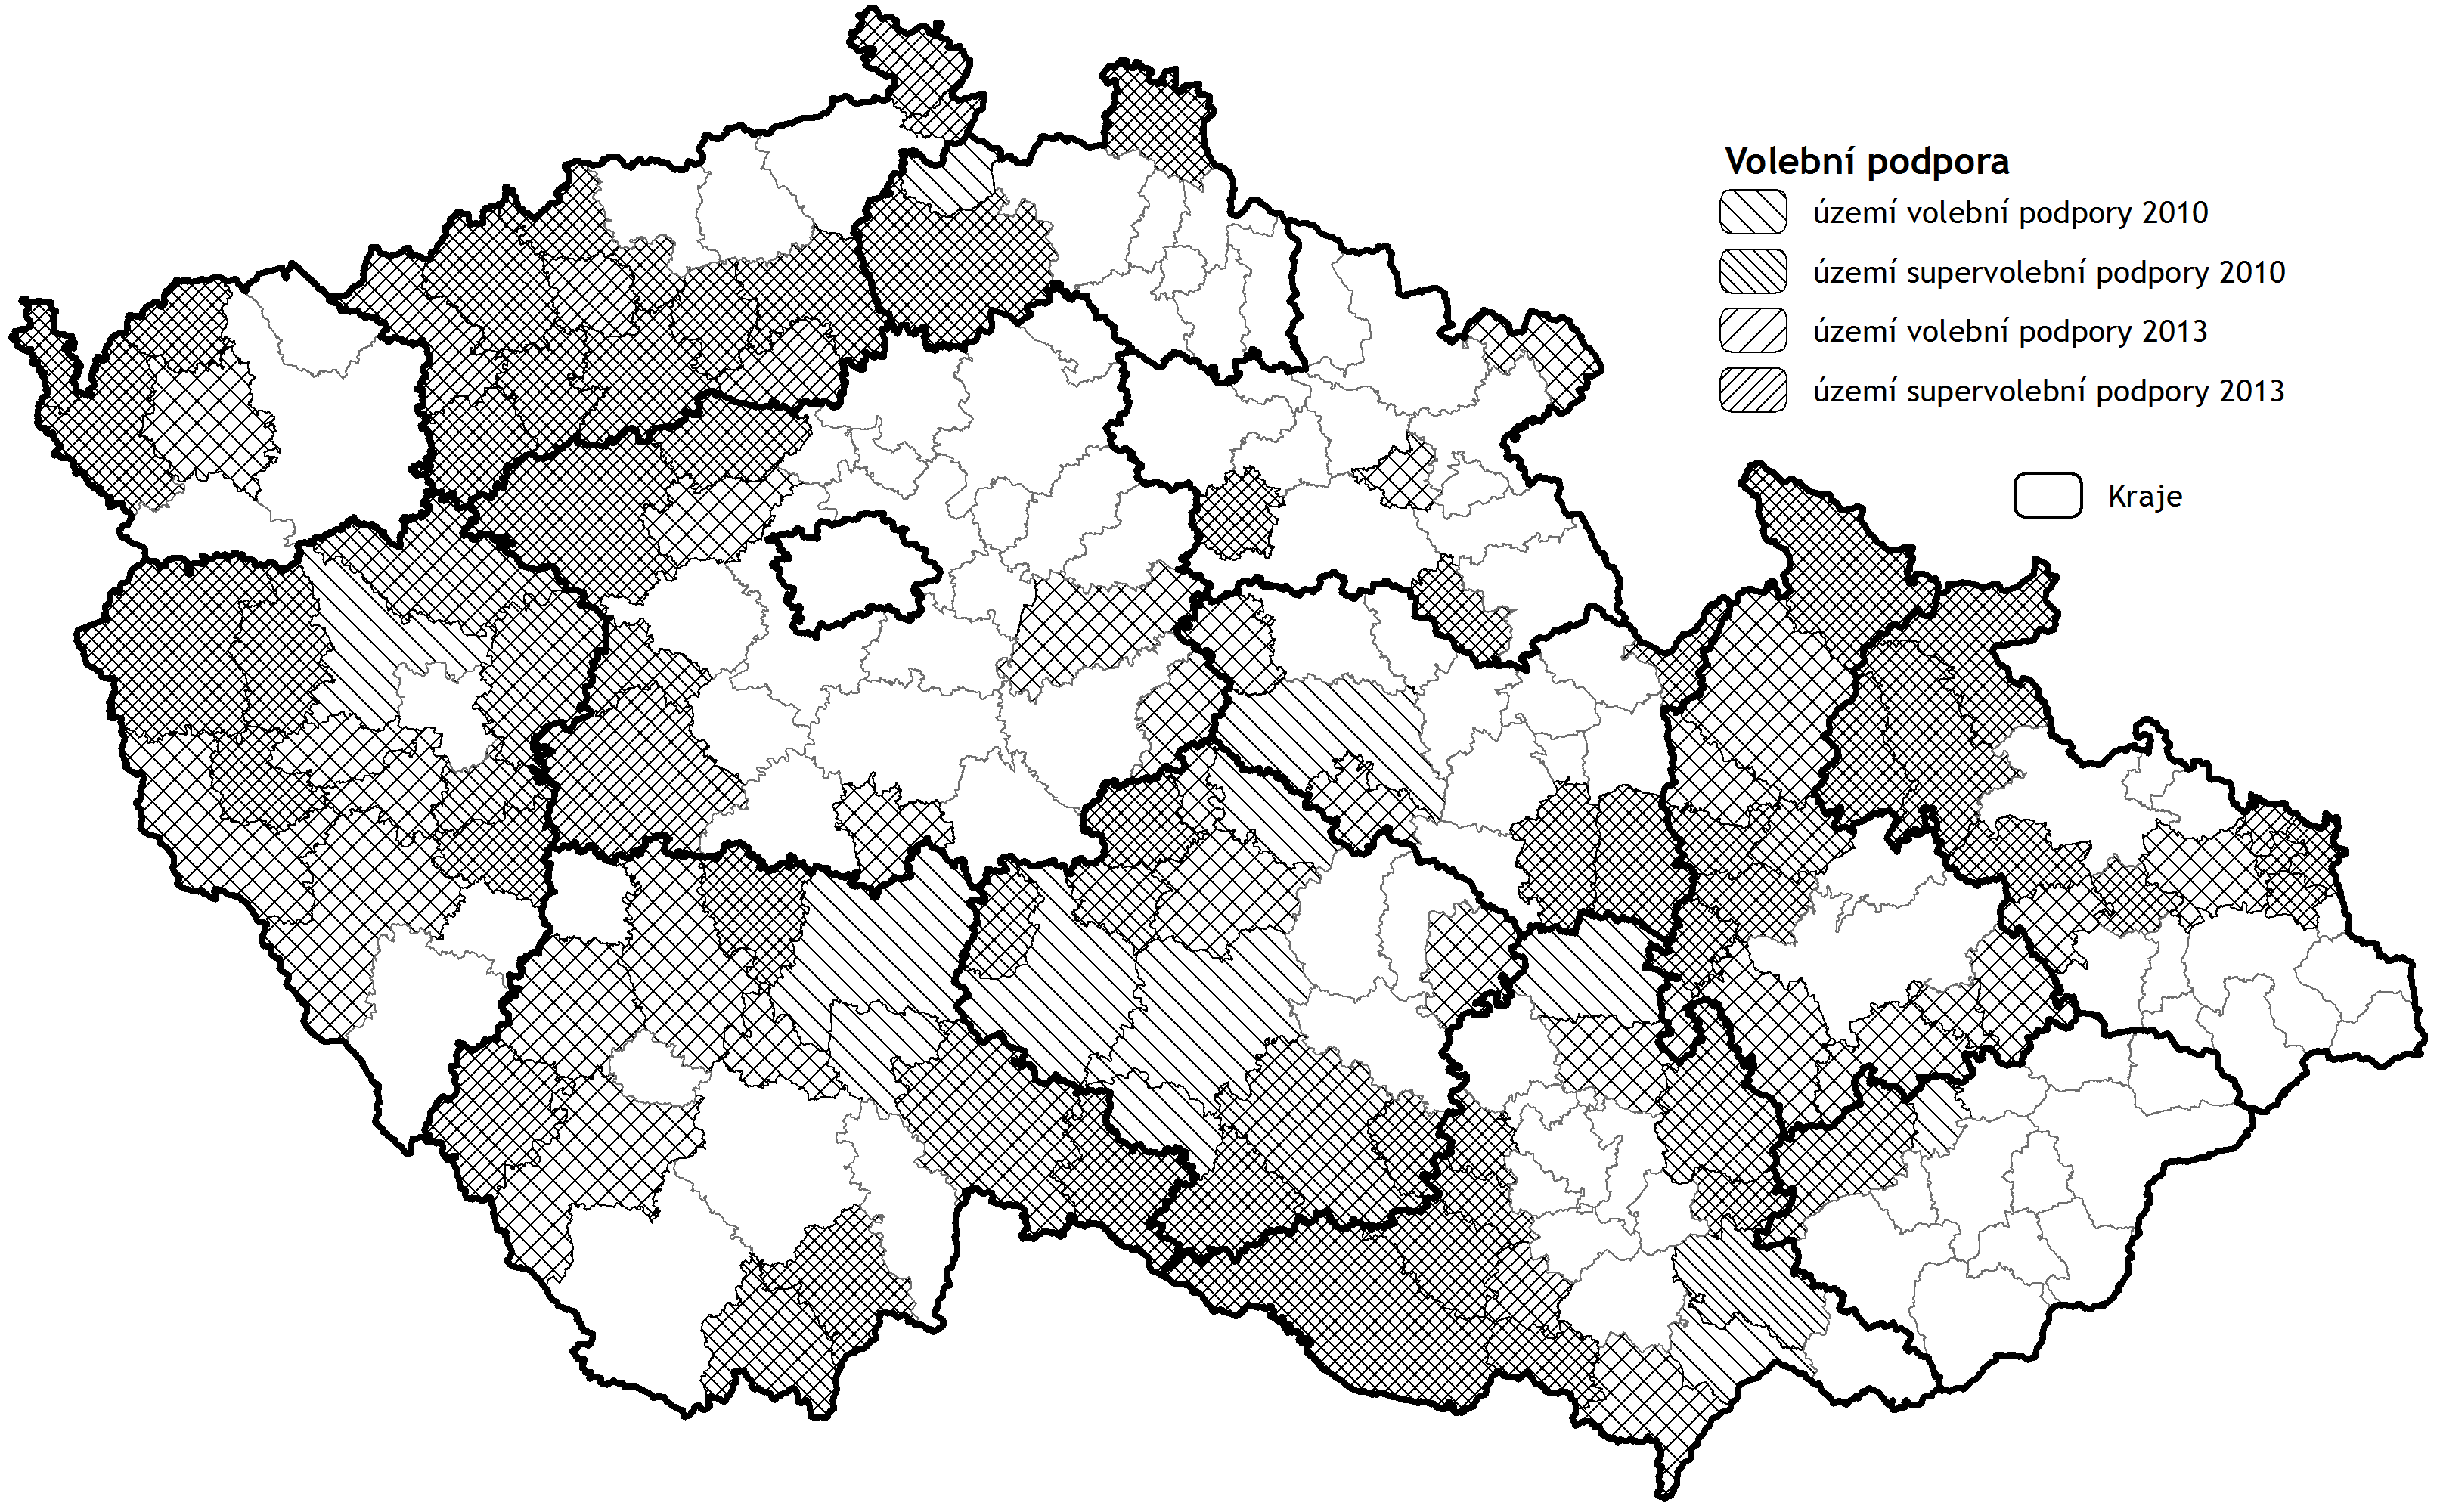 Volební podpora
území volební podpory 2010
území supervolební podpory 2010
území volební podpory 2013
území supervolební podpory 2013
Kraje